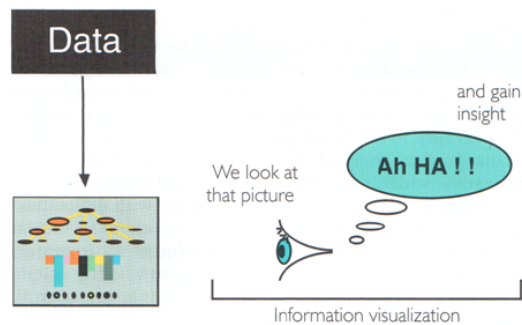 Data
and gain
insight
Ah HA ! !
We look at
that picture
Information visualization